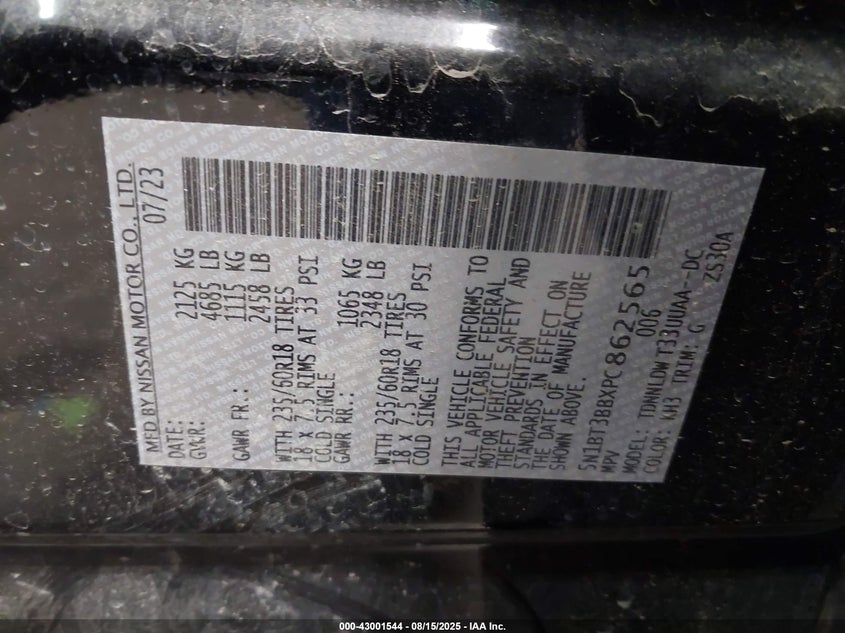 MFD BY NISSAN MOTOR CO., LTD.
DATE: 07/23
GVWR: 2125 KG
4685 LB
GAWR FR.: 1115 KG
2458 LB
WITH 235/60R18 TIRES
18 X 7.5 RIMS AT 33 PSI
COLD SINGLE
GAWR RR.: 1065 KG
2348 LB
WITH 235/60R18 TIRES
18 X 7.5 RIMS AT 30 PSI
COLD SINGLE
THIS VEHICLE CONFORMS TO
ALL APPLICABLE FEDERAL
MOTOR VEHICLE SAFETY AND
THEFT PREVENTION
STANDARDS IN EFFECT ON
THE DATE OF MANUFACTURE
SHOWN ABOVE.
5N1BT3BBXPC862565
MPV 006
MODEL: TDNNLDW T33UUAA--DC
COLOR: KH3 TRIM: G ZS30A
000-43001544 - 08/15/2025 - IAA Inc.